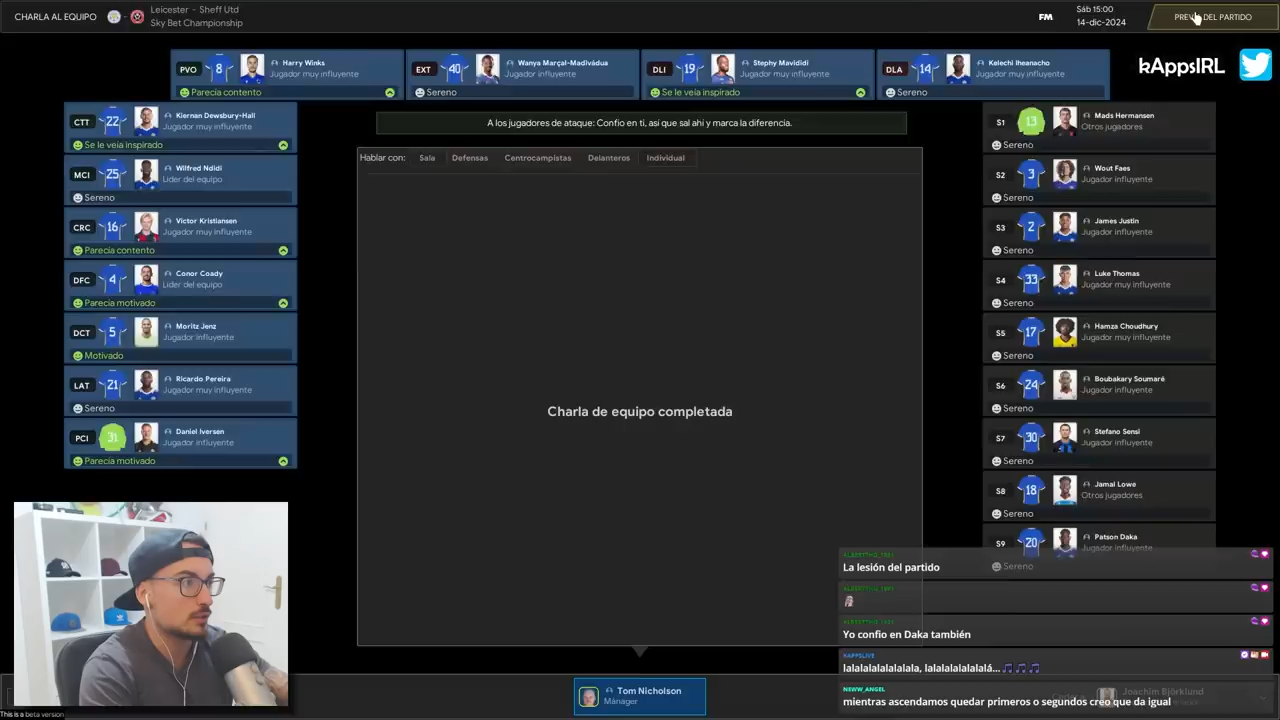 CHARLA AL EQUIPO
Leicester - Sheff Utd
Sky Bet Championship
FM
Sáb 15:00
14-dic-2024
DEL PARTIDO
kAppsIRL
PVO
8
Harry Winks
Jugador muy influyente
Parecía contento
EXT
40
Wanya Marçal-Madivádua
Jugador influyente
Sereno
DLI
19
Stephy Mavididi
Jugador muy influyente
Se le veía inspirado
DLA
14
Kelechi Iheanacho
Jugador muy influyente
Sereno
CTT
22
Kiernan Dewsbury-Hall
Jugador muy influyente
Se le veía inspirado
MCI
25
Wilfred Ndidi
Líder del equipo
Sereno
CRC
16
Victor Kristiansen
Jugador muy influyente
Parecía contento
DFC
4
Conor Coady
Líder del equipo
Parecía motivado
DCT
5
Moritz Jenz
Jugador influyente
Motivado
LAT
21
Ricardo Pereira
Jugador muy influyente
Sereno
PCI
31
Daniel Iversen
Jugador influyente
Parecía motivado
A los jugadores de ataque: Confío en ti, así que sal ahí y marca la diferencia.
Hablar con:
Sala
Defensas
Centrocampistas
Delanteros
Individual
Charla de equipo completada
S1
13
Mads Hermansen
Otros jugadores
Sereno
S2
3
Wout Faes
Jugador influyente
Sereno
S3
2
James Justin
Jugador muy influyente
Sereno
S4
33
Luke Thomas
Jugador muy influyente
Sereno
S5
17
Hamza Choudhury
Jugador muy influyente
Sereno
S6
24
Boubakary Soumaré
Jugador influyente
Sereno
S7
30
Stefano Sensi
Jugador influyente
Sereno
S8
18
Jamal Lowe
Otros jugadores
Sereno
S9
20
Patson Daka
Jugador influyente
Sereno
La lesión del partido
Yo confio en Daka también
KAPPSLIVE
lalalalalalalala, lalalalalalalá...
NEWW_ANGEL
mientras ascendamos quedar primeros o segundos creo que da igual
Joachim Björklund
Tom Nicholson
Mánager
This is a beta version